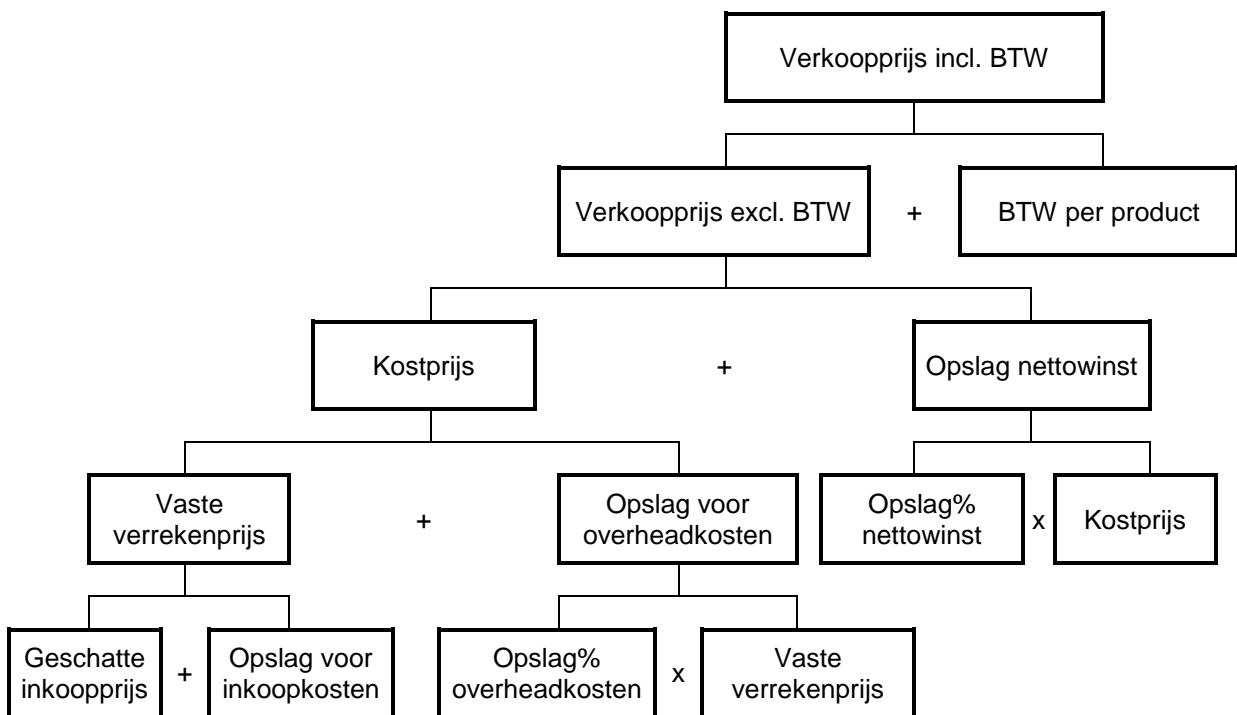 Verkoopprijs incl. BTW
Verkoopprijs excl. BTW + BTW per product
Kostprijs + Opslag nettowinst
Vaste
verrekenprijs
+
Opslag voor
overheadkosten
Opslag%
nettowinst
x
Kostprijs
Geschatte
inkoopprijs
+
Opslag voor
inkoopkosten
Opslag%
overheadkosten
x
Vaste
verrekenprijs